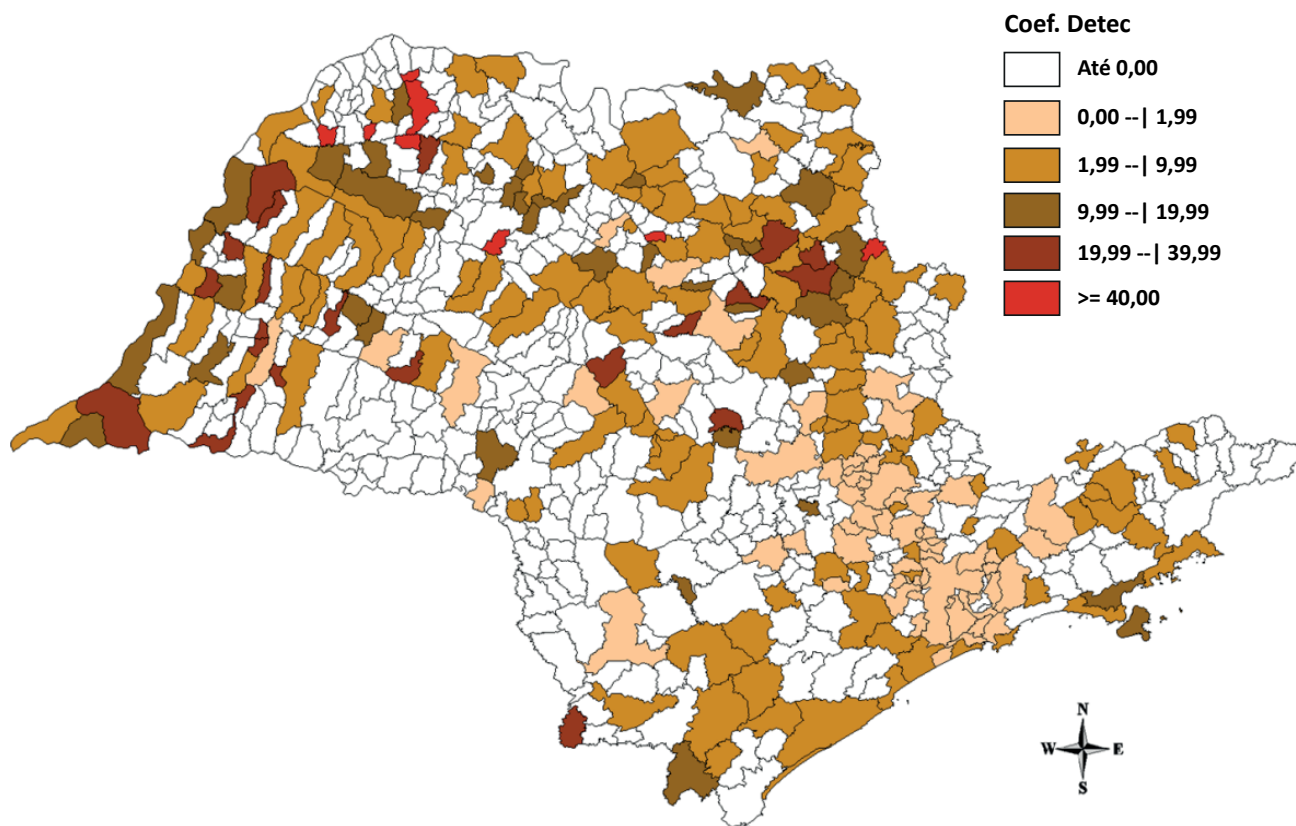 Coef. Detec
Até 0,00
0,00 --| 1,99
1,99 --| 9,99
9,99 --| 19,99
19,99 --| 39,99
>= 40,00
N
W E
S